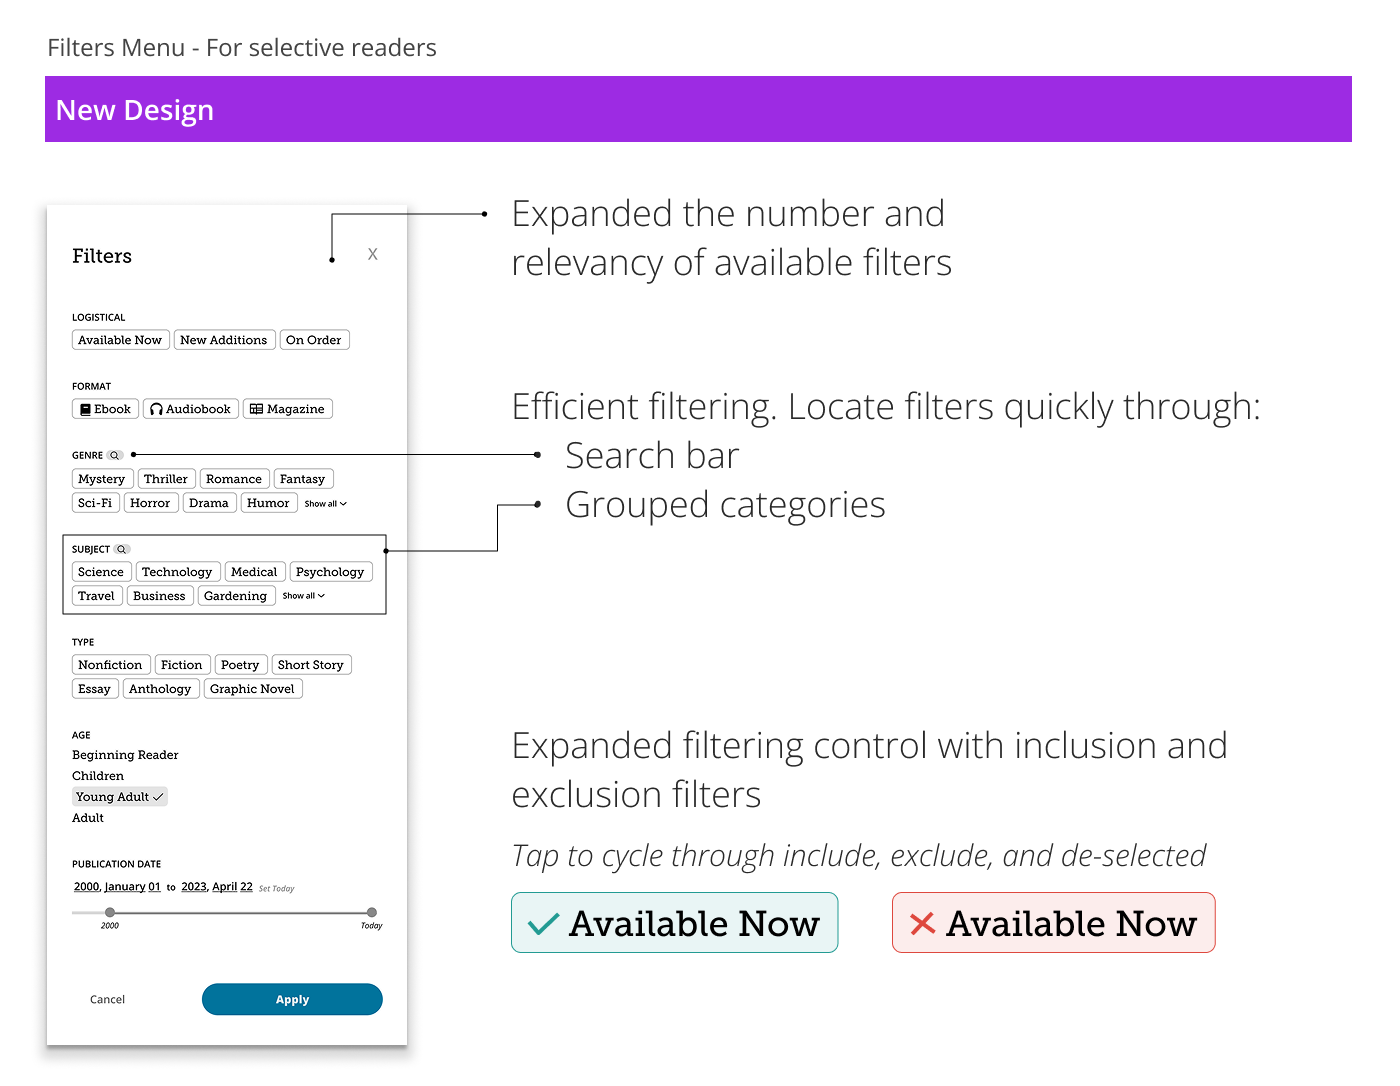 Filters Menu - For selective readers
New Design
Filters
X
LOGISTICAL
Available Now New Additions On Order
FORMAT
Ebook Audiobook Magazine
GENRE
Mystery Thriller Romance Fantasy
Sci-Fi Horror Drama Humor Show all
SUBJECT
Science Technology Medical Psychology
Travel Business Gardening Show all
TYPE
Nonfiction Fiction Poetry Short Story
Essay Anthology Graphic Novel
AGE
Beginning Reader
Children
Young Adult
Adult
PUBLICATION DATE
2000, January 01 to 2023, April 22 Set Today
2000 Today
Cancel Apply
Expanded the number and
relevancy of available filters
Efficient filtering. Locate filters quickly through:
Search bar
Grouped categories
Expanded filtering control with inclusion and
exclusion filters
Tap to cycle through include, exclude, and de-selected
Available Now Available Now